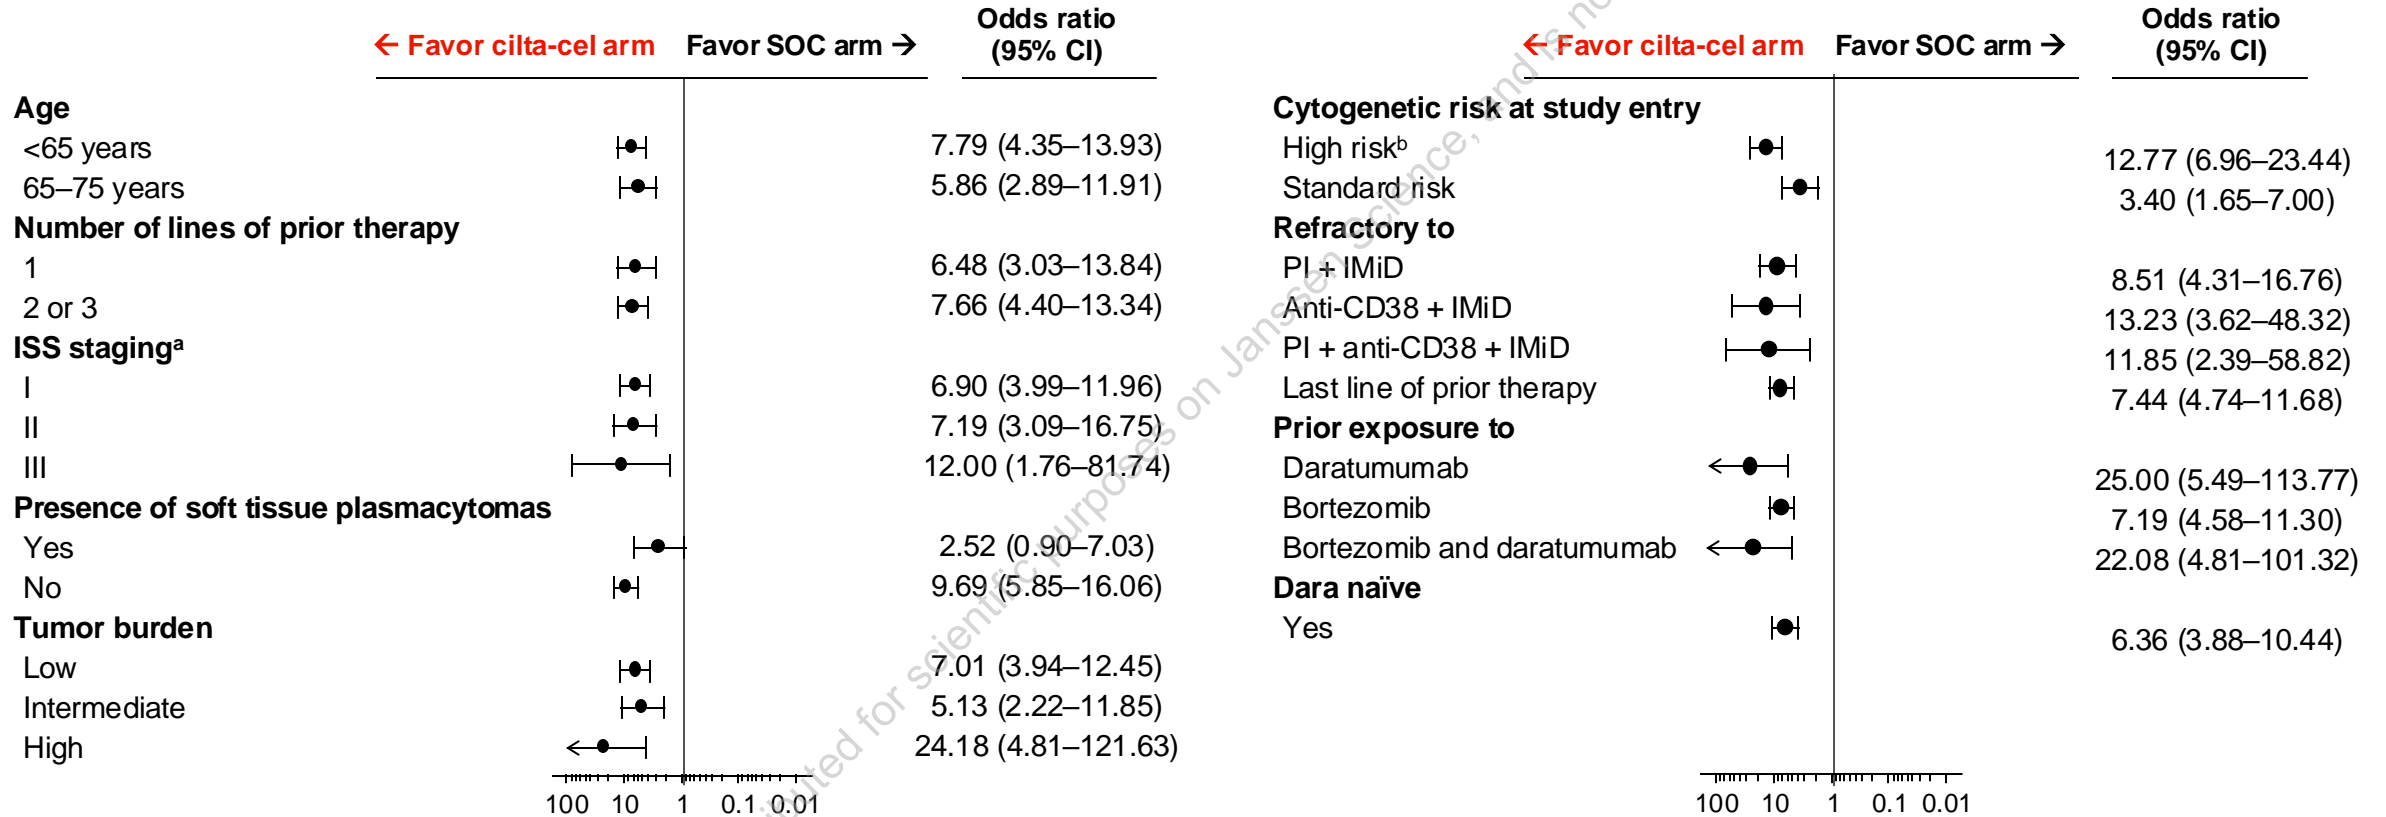 ← Favor cilta-cel arm Favor SOC arm → Odds ratio
(95% CI)
Age
<65 years 7.79 (4.35–13.93)
65–75 years 5.86 (2.89–11.91)
Number of lines of prior therapy
1 6.48 (3.03–13.84)
2 or 3 7.66 (4.40–13.34)
ISS stagingᵃ
I 6.90 (3.99–11.96)
II 7.19 (3.09–16.75)
III 12.00 (1.76–81.74)
Presence of soft tissue plasmacytomas
Yes 2.52 (0.90–7.03)
No 9.69 (5.85–16.06)
Tumor burden
Low 7.01 (3.94–12.45)
Intermediate 5.13 (2.22–11.85)
High 24.18 (4.81–121.63)
100 10 1 0.1 0.01
← Favor cilta-cel arm Favor SOC arm → Odds ratio
(95% CI)
Cytogenetic risk at study entry
High riskᵇ 12.77 (6.96–23.44)
Standard risk 3.40 (1.65–7.00)
Refractory to
PI + IMiD 8.51 (4.31–16.76)
Anti-CD38 + IMiD 13.23 (3.62–48.32)
PI + anti-CD38 + IMiD 11.85 (2.39–58.82)
Last line of prior therapy 7.44 (4.74–11.68)
Prior exposure to
Daratumumab 25.00 (5.49–113.77)
Bortezomib 7.19 (4.58–11.30)
Bortezomib and daratumumab 22.08 (4.81–101.32)
Dara naïve
Yes 6.36 (3.88–10.44)
100 10 1 0.1 0.01
for scientific purposes on Janssen Science, and is